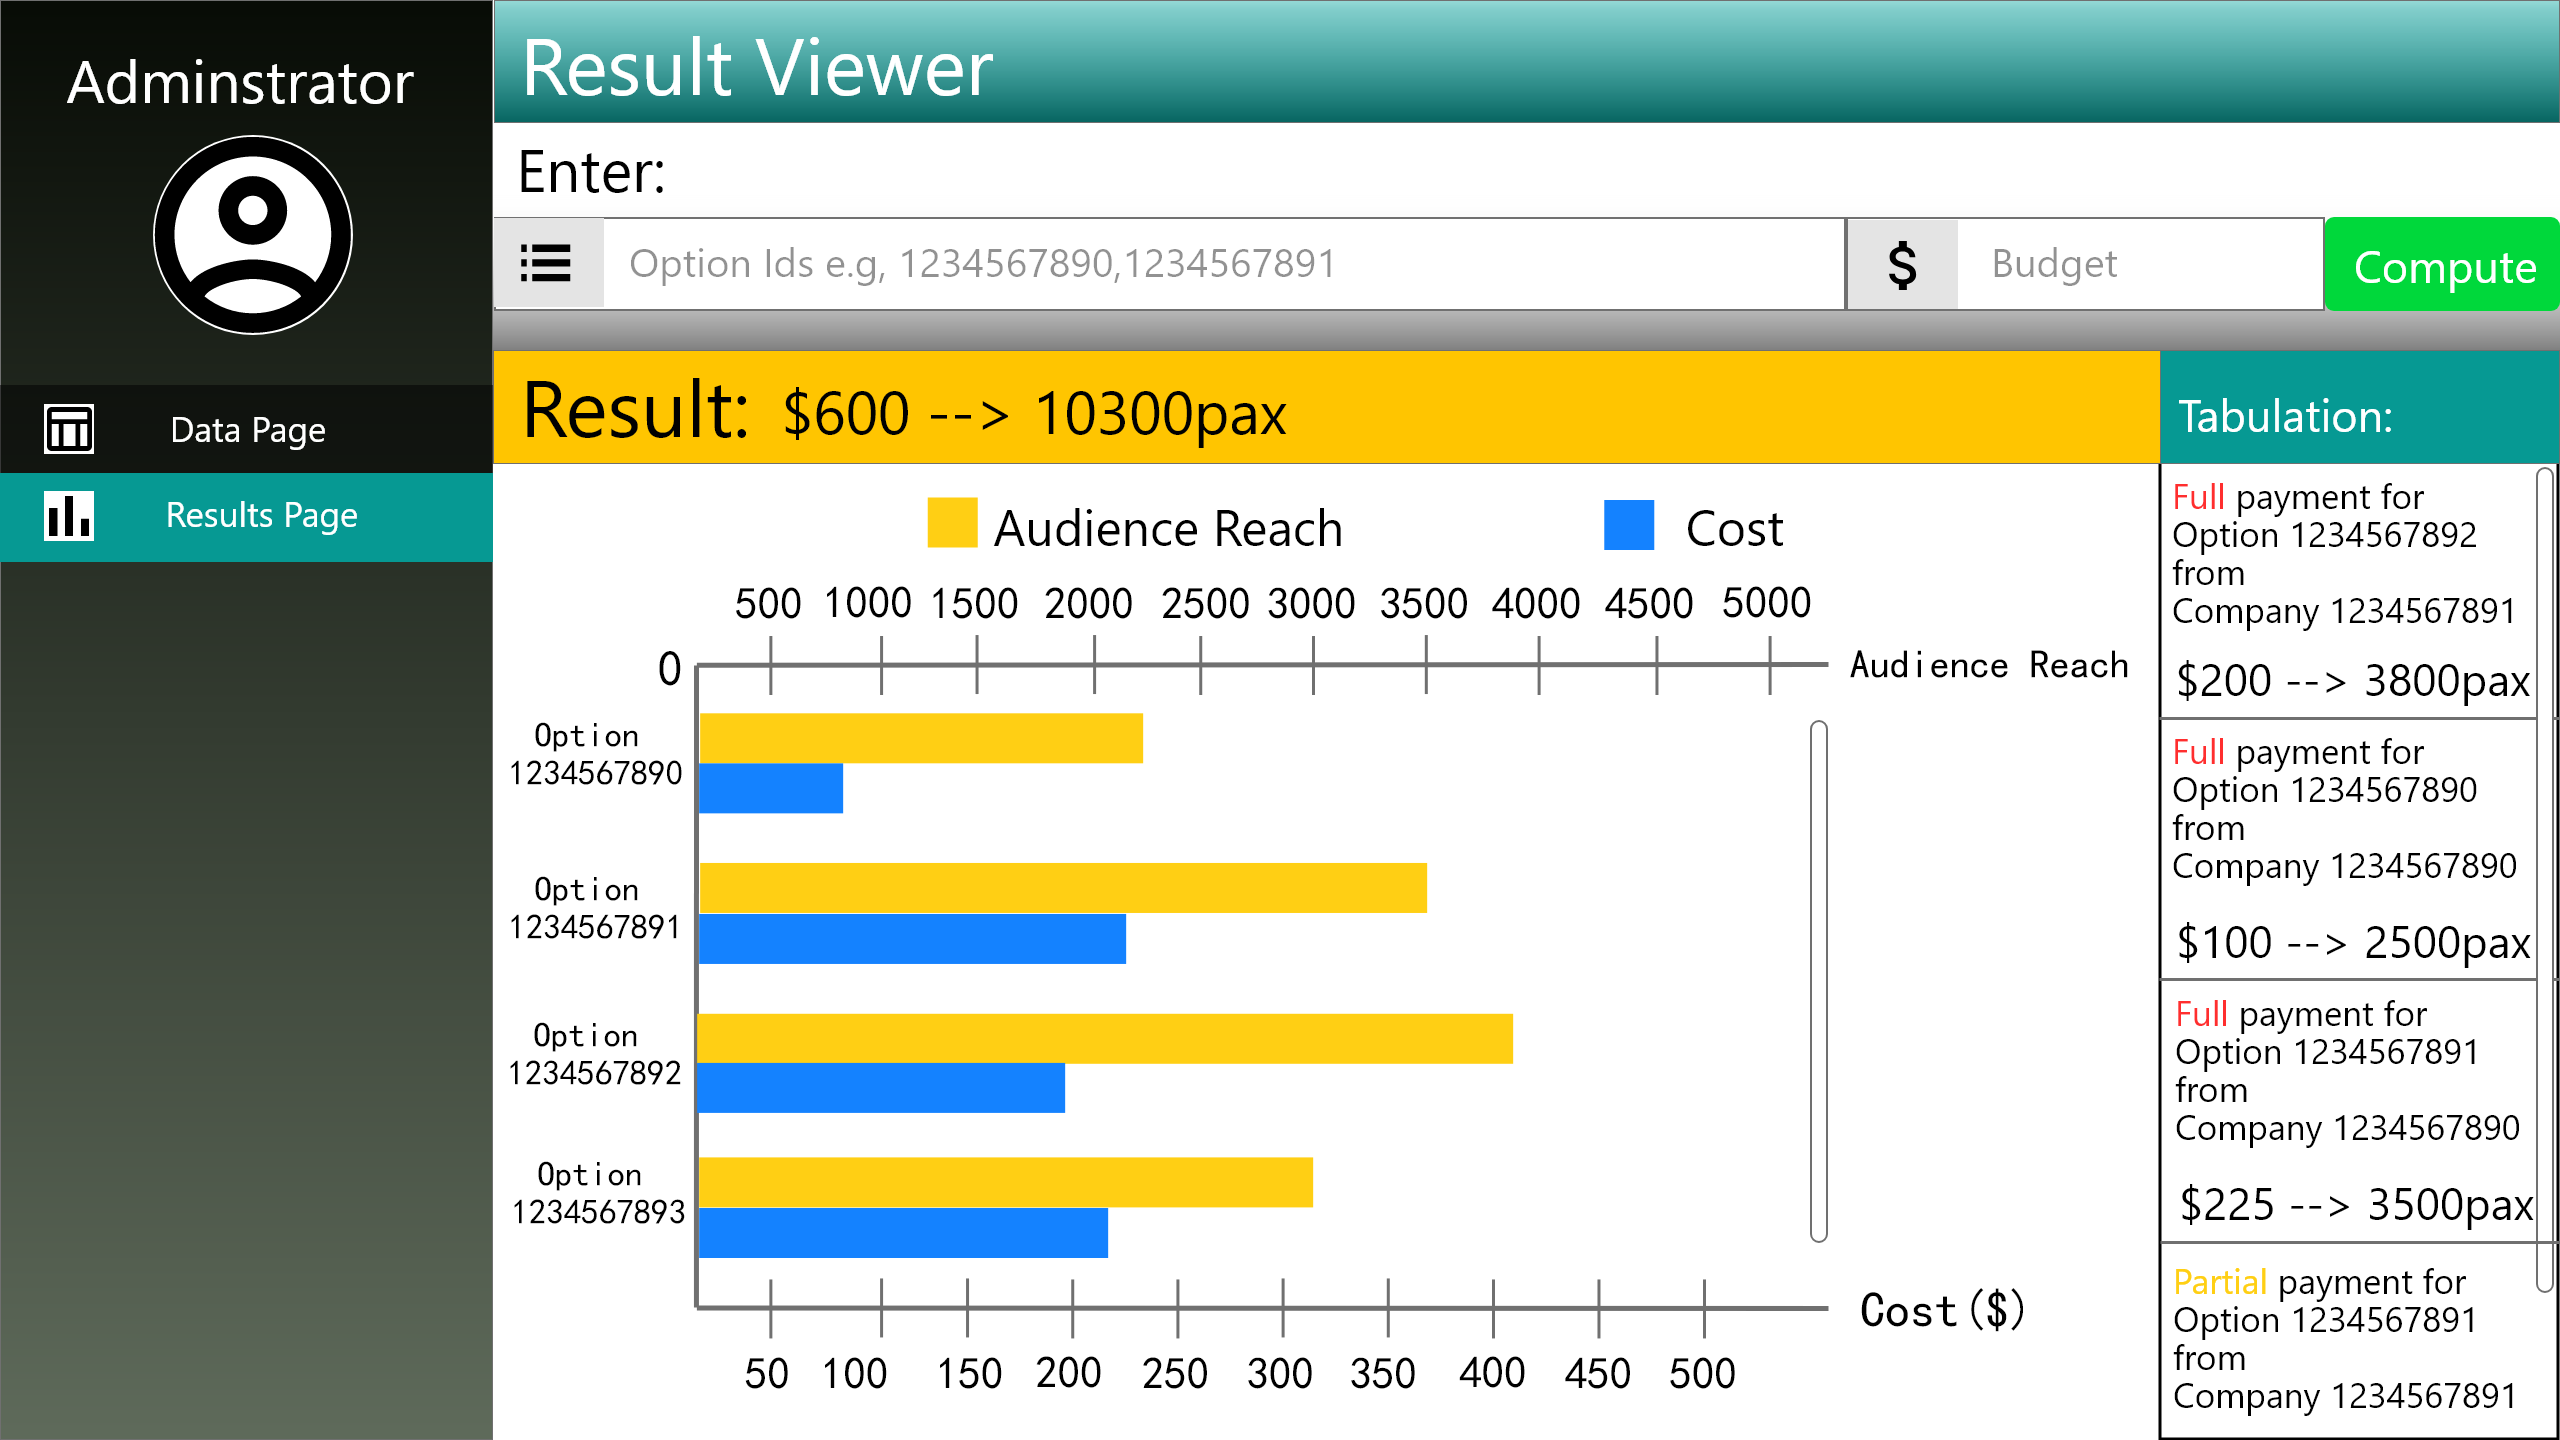 Adminstrator
Data Page
Results Page
Result Viewer
Enter:
Option Ids e.g, 1234567890,1234567891
$
Budget
Compute
Result: $600 --> 10300pax
Audience Reach
Cost
500 1000 1500 2000 2500 3000 3500 4000 4500 5000
0
Audience Reach
Option
1234567890
Option
1234567891
Option
1234567892
Option
1234567893
Cost($)
50 100 150 200 250 300 350 400 450 500
Tabulation:
Full payment for
Option 1234567892
from
Company 1234567891
$200 --> 3800pax
Full payment for
Option 1234567890
from
Company 1234567890
$100 --> 2500pax
Full payment for
Option 1234567891
from
Company 1234567890
$225 --> 3500pax
Partial payment for
Option 1234567891
from
Company 1234567891